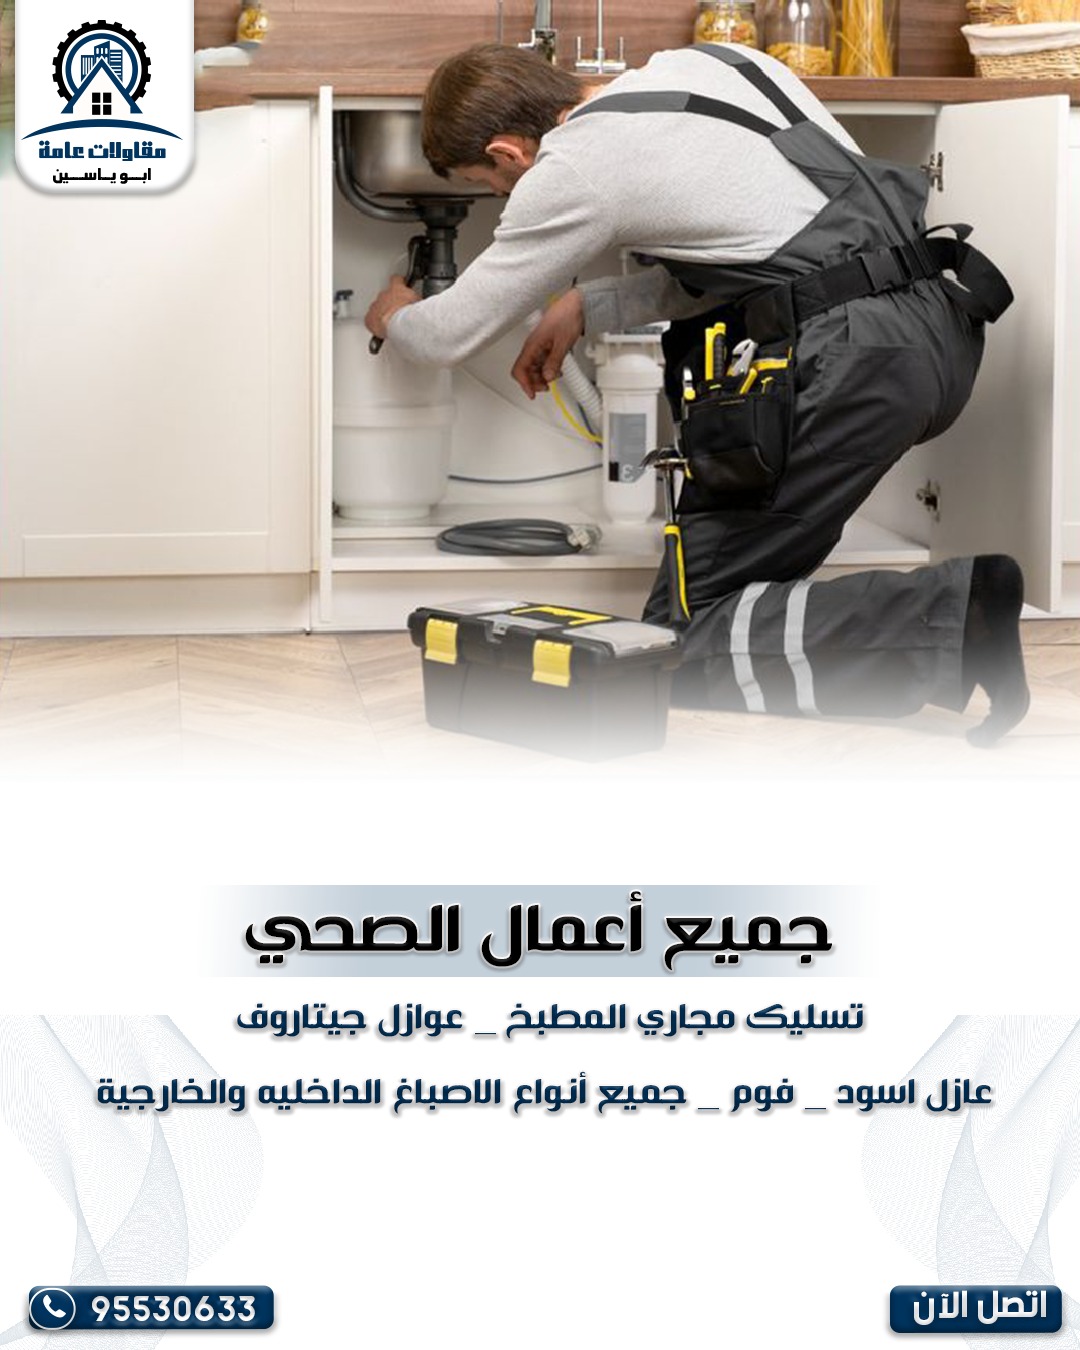 مقاولات عامة
ابو ياسين
جميع أعمال الصحي
تسليك مجاري المطبخ _ عوازل جيتاروف
عازل اسود _ فوم _ جميع أنواع الاصباغ الداخليه والخارجية
اتصل الآن
95530633